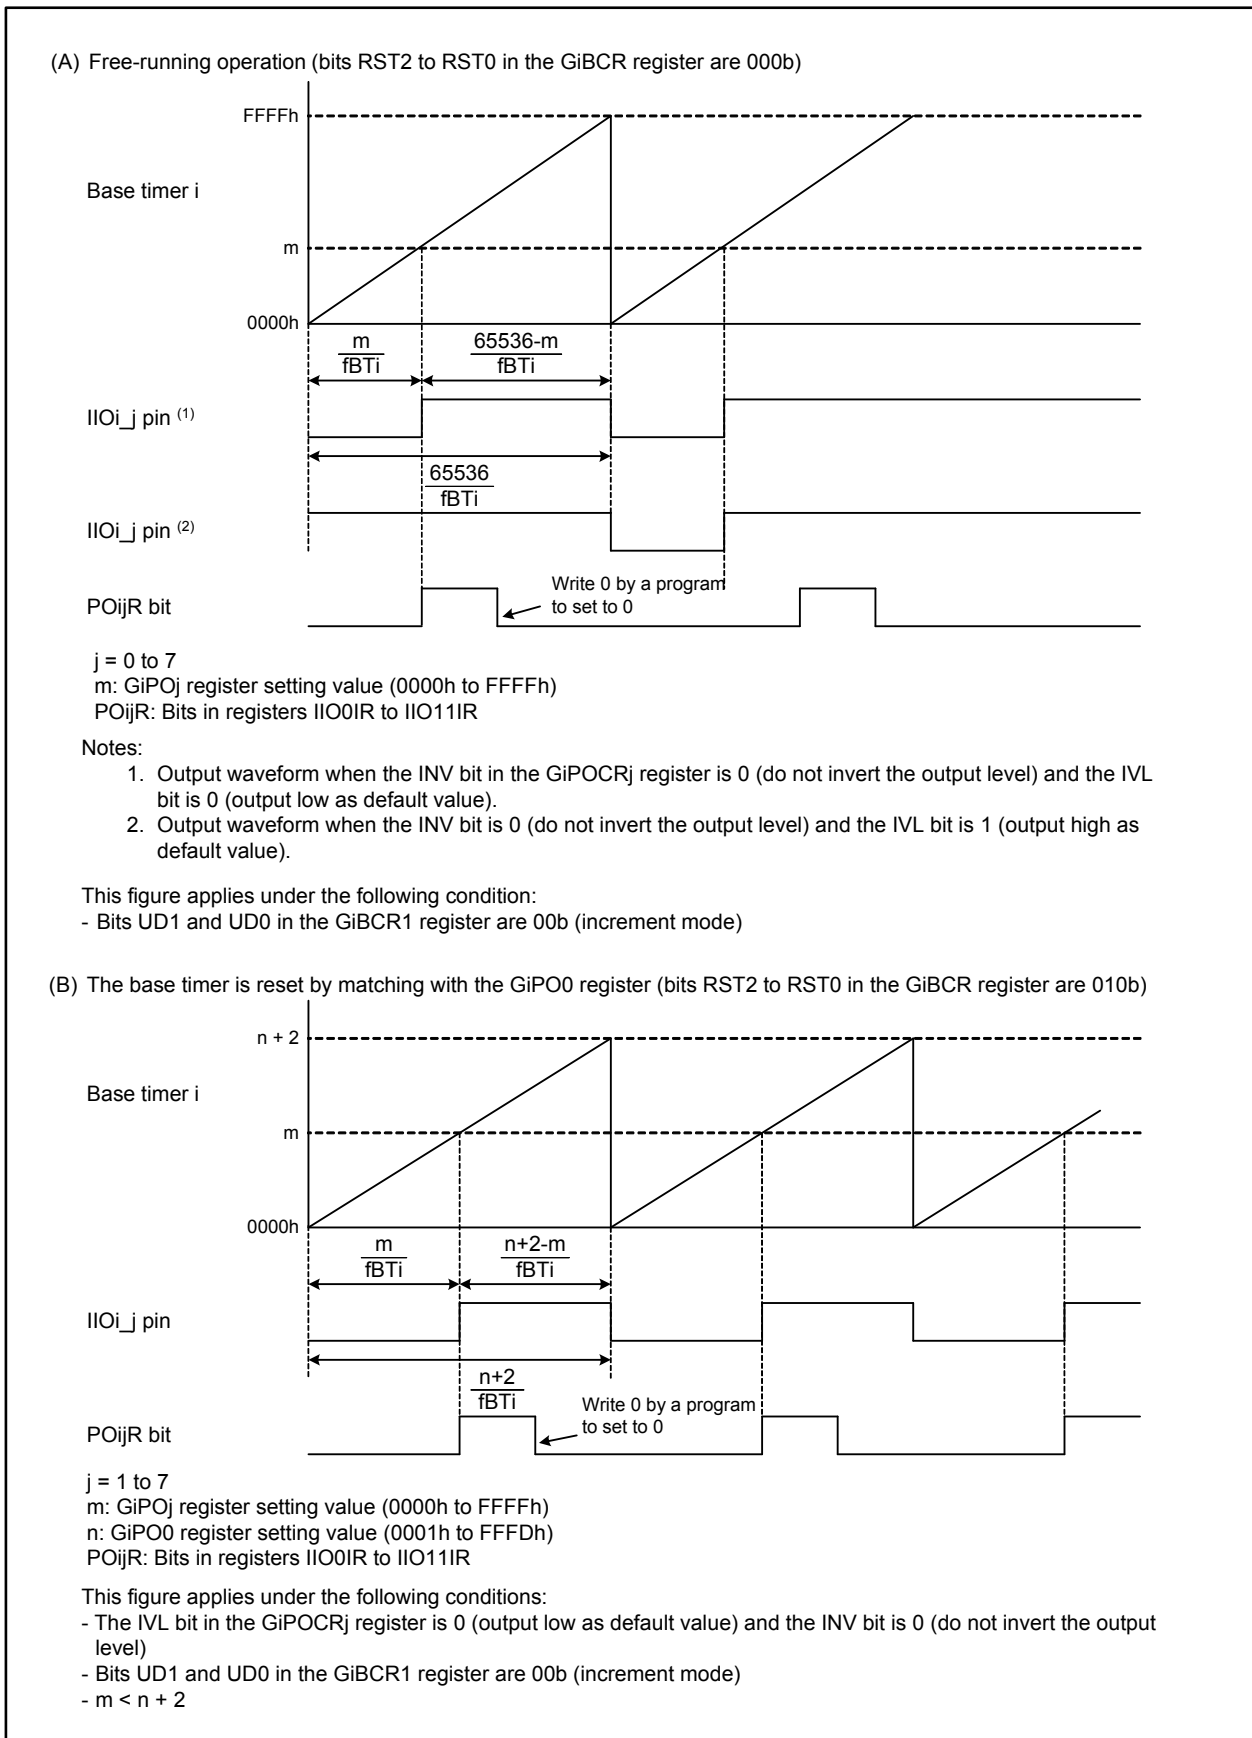 (A) Free-running operation (bits RST2 to RST0 in the GiBCR register are 000b)
FFFFh
Base timer i
m
0000h
m
fBTi
65536-m
fBTi
IIOi_j pin (1)
65536
fBTi
IIOi_j pin (2)
Write 0 by a program
to set to 0
POijR bit
j = 0 to 7
m: GiPOj register setting value (0000h to FFFFh)
POijR: Bits in registers IIO0IR to IIO11IR
Notes:
1. Output waveform when the INV bit in the GiPOCRj register is 0 (do not invert the output level) and the IVL
bit is 0 (output low as default value).
2. Output waveform when the INV bit is 0 (do not invert the output level) and the IVL bit is 1 (output high as
default value).
This figure applies under the following condition:
- Bits UD1 and UD0 in the GiBCR1 register are 00b (increment mode)
(B) The base timer is reset by matching with the GiPO0 register (bits RST2 to RST0 in the GiBCR register are 010b)
n + 2
Base timer i
m
0000h
m
fBTi
n+2-m
fBTi
IIOi_j pin
n+2
fBTi
Write 0 by a program
to set to 0
POijR bit
j = 1 to 7
m: GiPOj register setting value (0000h to FFFFh)
n: GiPO0 register setting value (0001h to FFFDh)
POijR: Bits in registers IIO0IR to IIO11IR
This figure applies under the following conditions:
- The IVL bit in the GiPOCRj register is 0 (output low as default value) and the INV bit is 0 (do not invert the output
level)
- Bits UD1 and UD0 in the GiBCR1 register are 00b (increment mode)
- m < n + 2